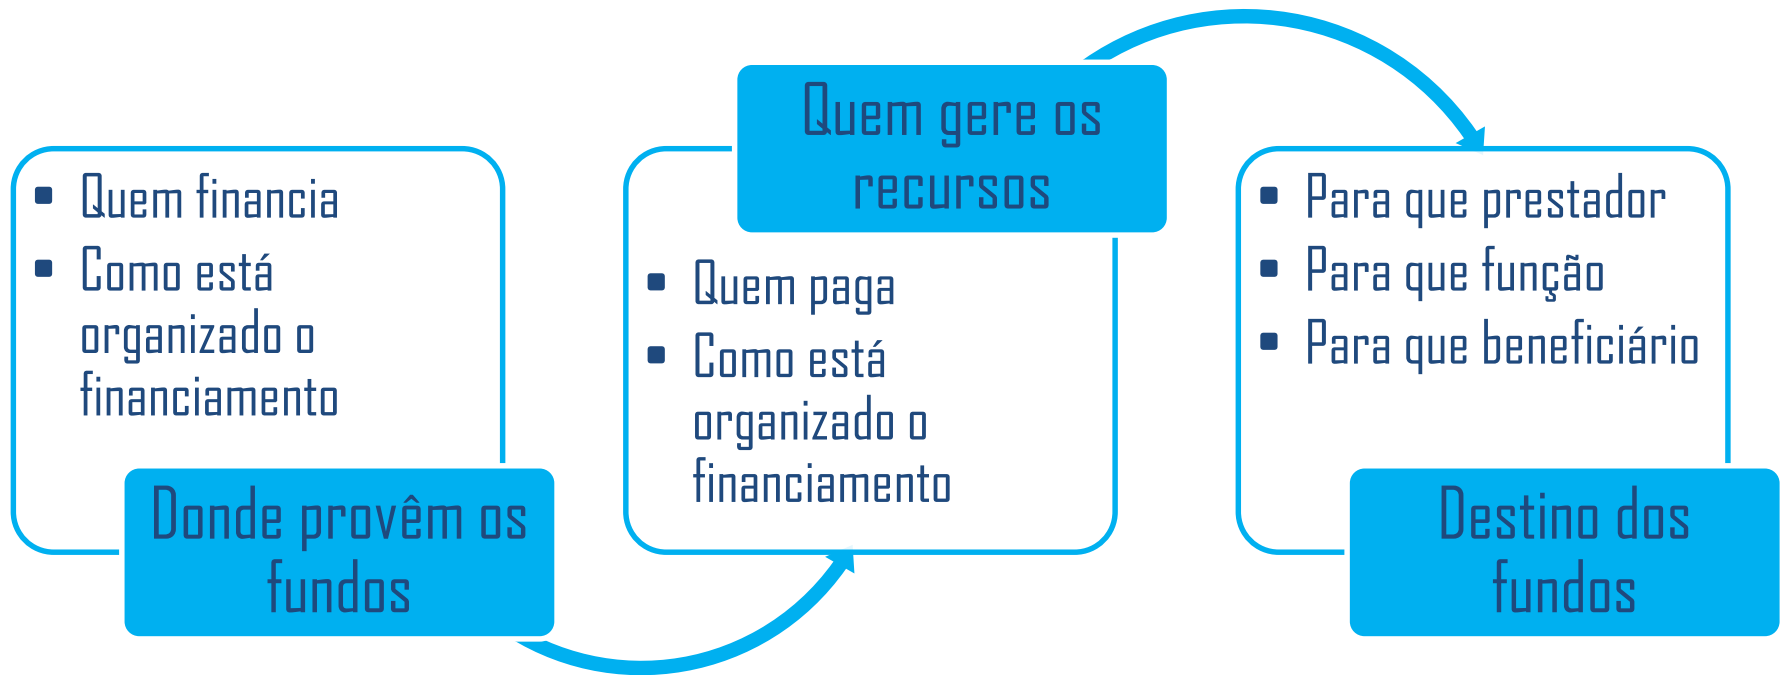 Quem financia
Como está
organizado o
financiamento
Donde provêm os
fundos
Quem gere os
recursos
Quem paga
Como está
organizado o
financiamento
Para que prestador
Para que função
Para que beneficiário
Destino dos
fundos